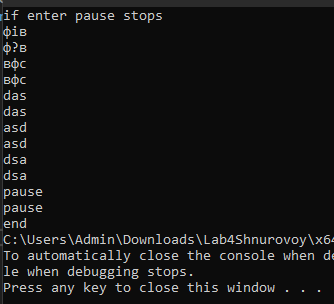 if enter pause stops
фів
ф?в
вфс
вфс
das
das
asd
asd
dsa
dsa
pause
pause
end
C:\Users\Admin\Downloads\Lab4Shnurovoy\x64
To automatically close the console when de
le when debugging stops.
Press any key to close this window . . .